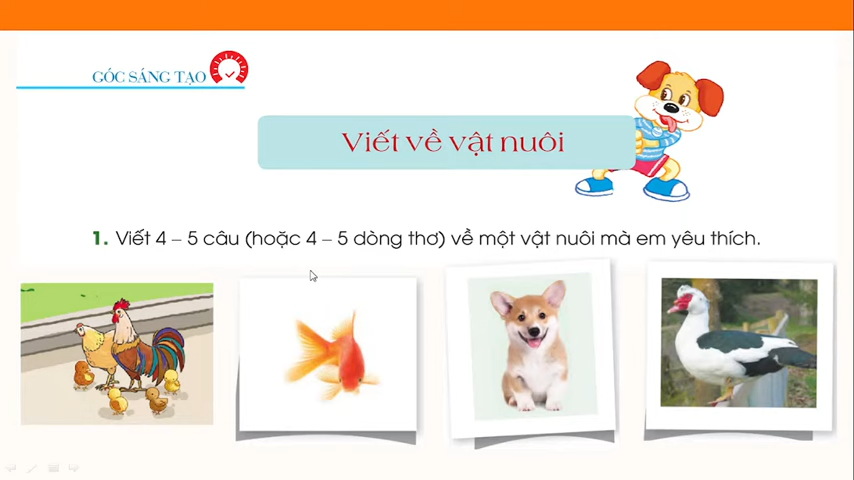 GÓC SÁNG TẠO
Viết về vật nuôi
1. Viết 4 – 5 câu (hoặc 4 – 5 dòng thơ) về một vật nuôi mà em yêu thích.